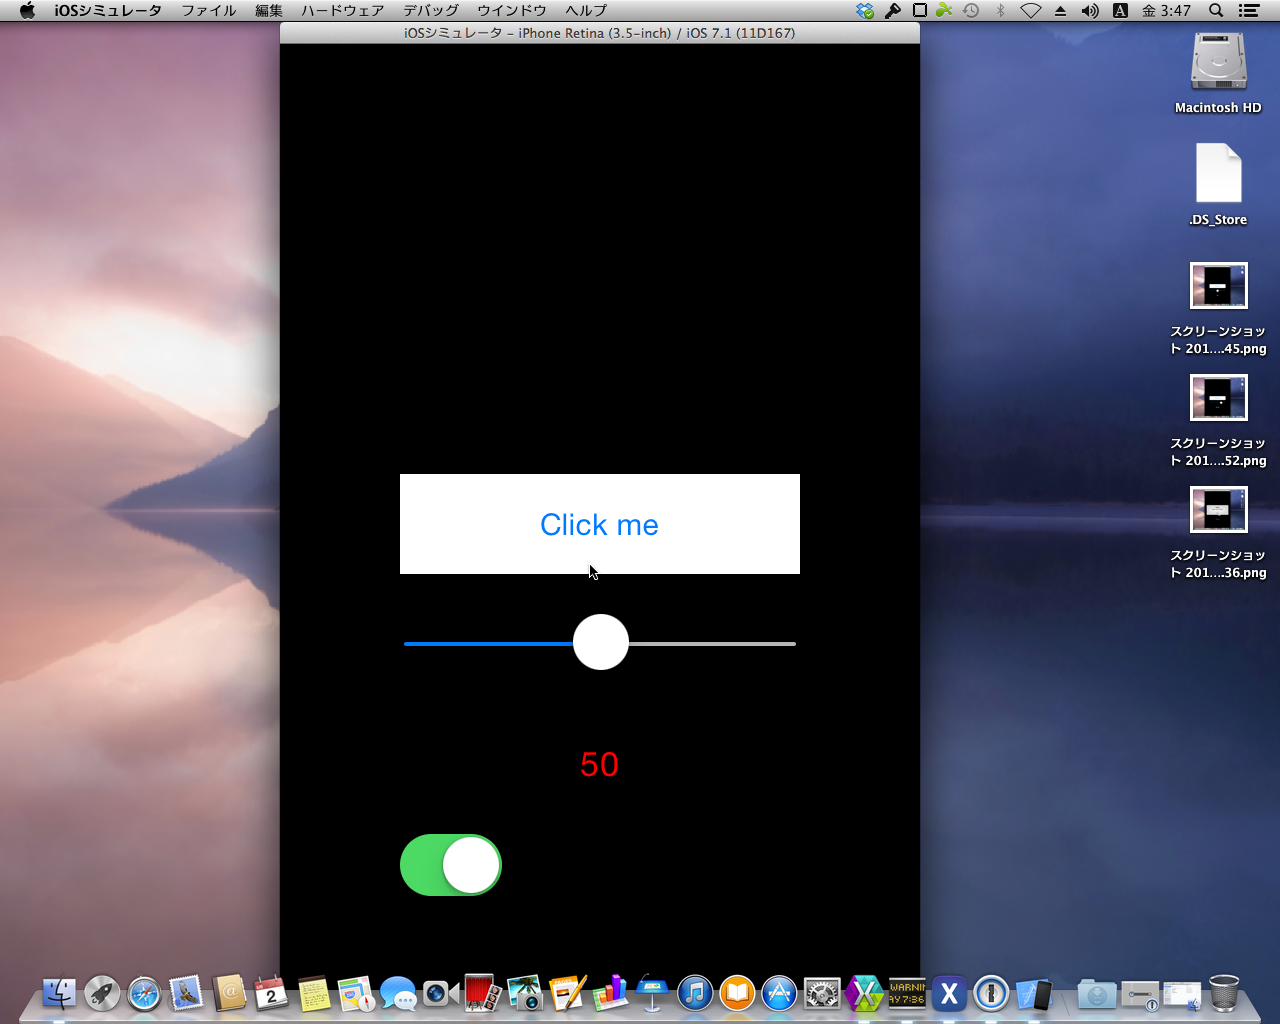 iOSシミュレータ ファイル 編集 ハードウェア デバッグ ウインドウ ヘルプ A 金 3:47
iOSシミュレータ – iPhone Retina (3.5-inch) / iOS 7.1 (11D167)
Macintosh HD
.DS_Store
スクリーンショッ
ト 201....45.png
スクリーンショッ
ト 201....52.png
スクリーンショッ
ト 201....36.png
Click me
50
2
WARNIN
AY 7:36